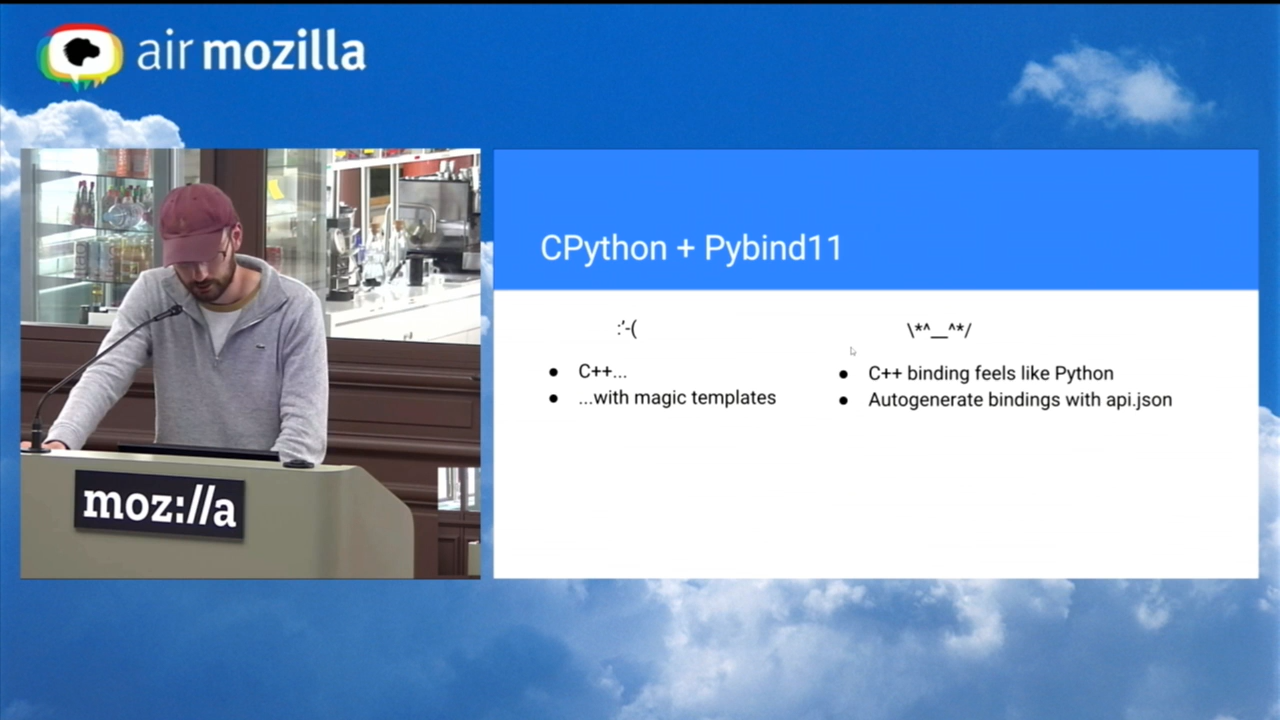 air mozilla
moz://a
CPython + Pybind11
:'-(
● C++...
● ...with magic templates
\*^__^*/
● C++ binding feels like Python
● Autogenerate bindings with api.json